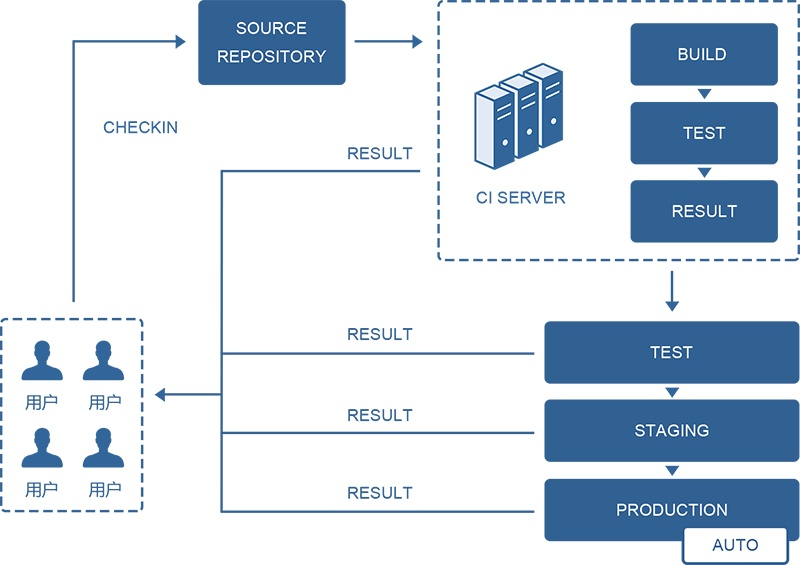 SOURCE
REPOSITORY
BUILD
CHECKIN
TEST
RESULT
CI SERVER
RESULT
RESULT
TEST
用户
用户
RESULT
STAGING
用户
用户
RESULT
PRODUCTION
AUTO